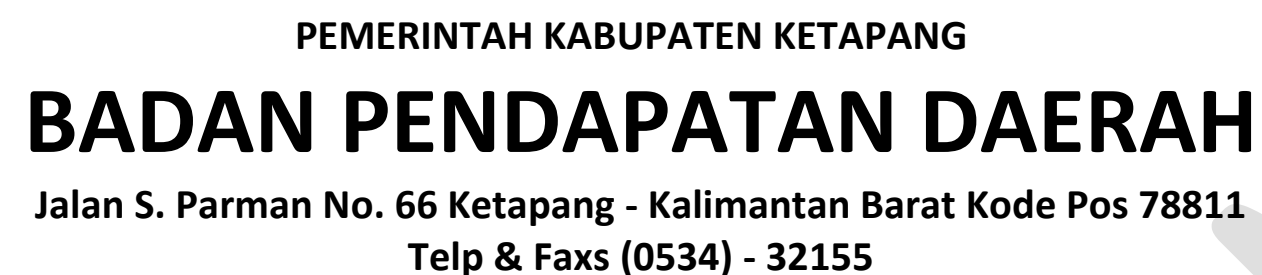 PEMERINTAH KABUPATEN KETAPANG
BADAN PENDAPATAN DAERAH
Jalan S. Parman No. 66 Ketapang - Kalimantan Barat Kode Pos 78811
Telp & Faxs (0534) - 32155